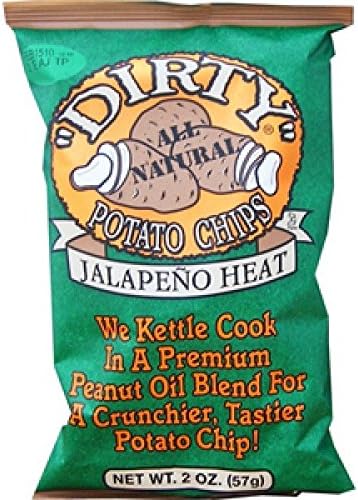 "DIRTY"®
ALL
NATURAL
POTATO CHIPS
JALAPEÑO HEAT
We Kettle Cook
In A Premium
Peanut Oil Blend For
A Crunchier, Tastier
Potato Chip!
NET WT. 2 OZ. (57g)